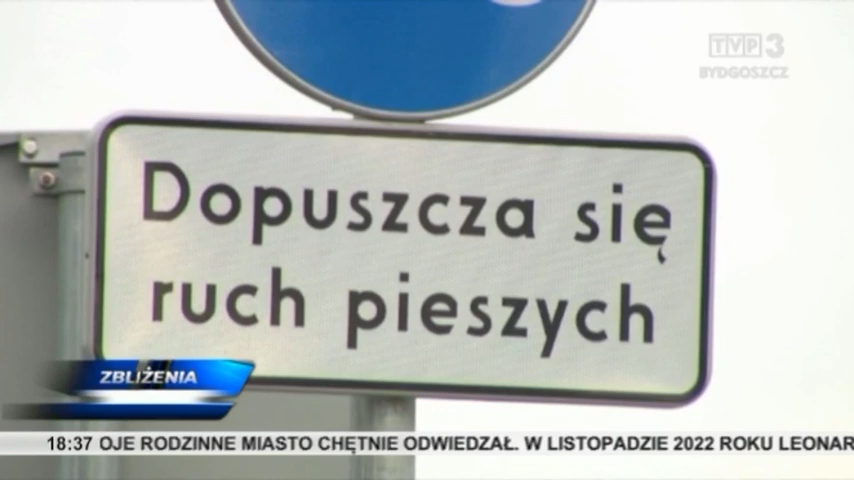 TVP3
BYDGOSZCZ
Dopuszcza się
ruch pieszych
ZBLIŻENIA
18:37 OJE RODZINNE MIASTO CHĘTNIE ODWIEDZAŁ. W LISTOPADZIE 2022 ROKU LEONAR